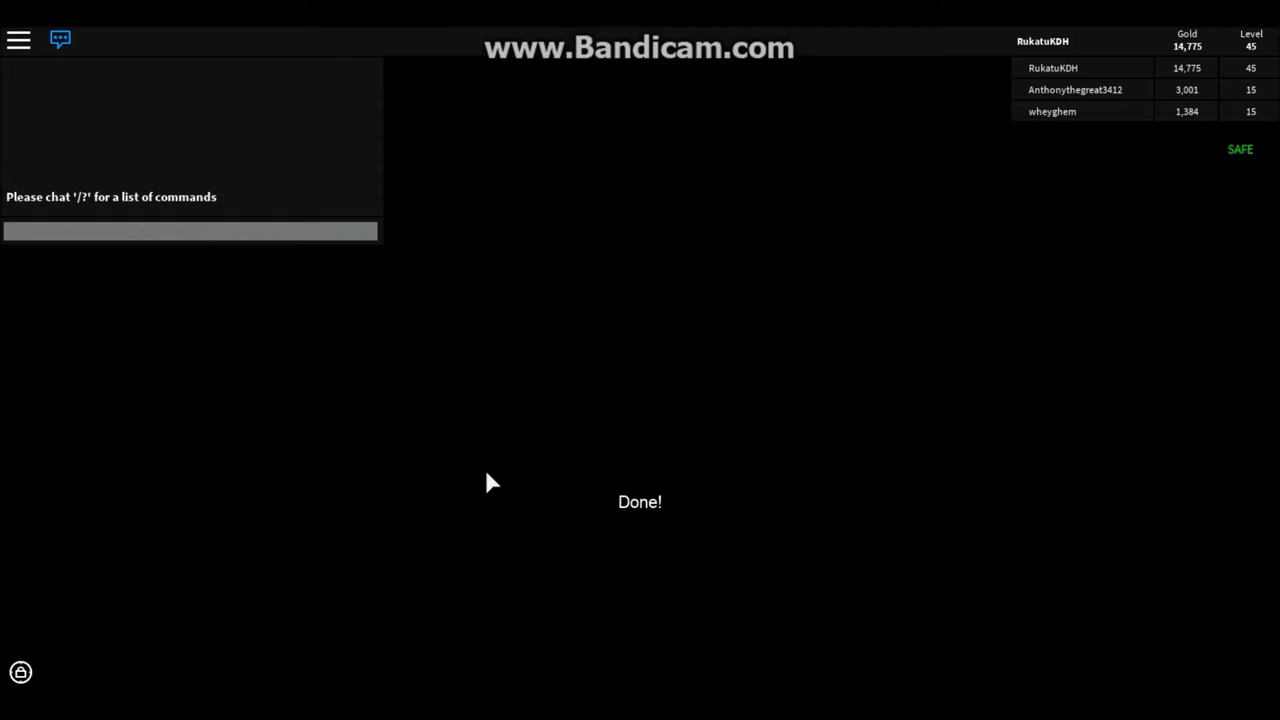 www.Bandicam.com
RukatuKDH Gold 14,775 Level 45
RukatuKDH 14,775 45
Anthonythegreat3412 3,001 15
wheyghem 1,384 15
SAFE
Please chat '/?' for a list of commands
Done!